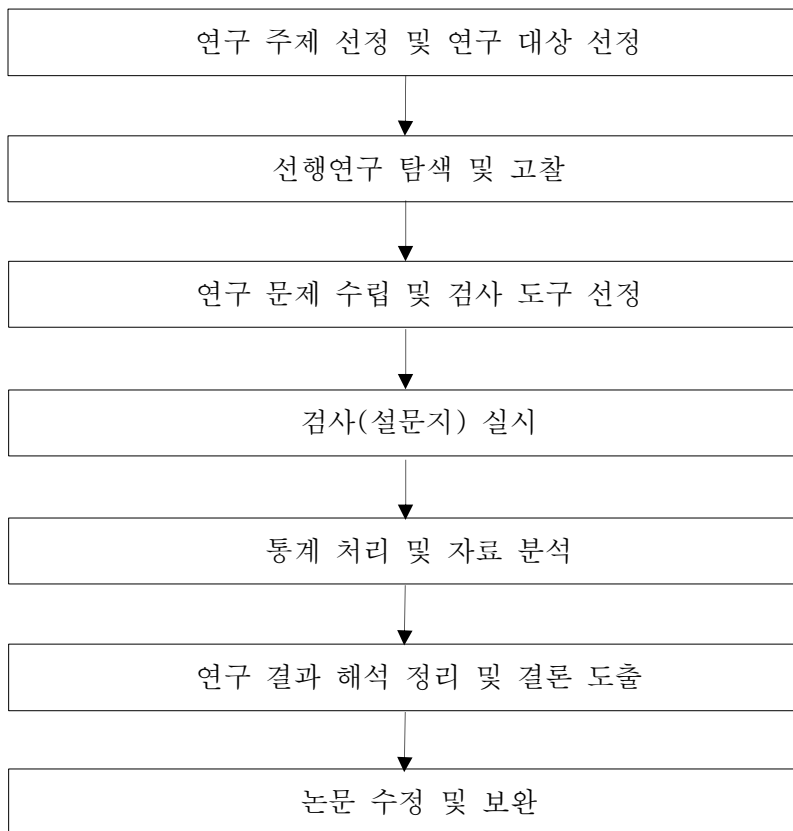 연구 주제 선정 및 연구 대상 선정
선행연구 탐색 및 고찰
연구 문제 수립 및 검사 도구 선정
검사(설문지) 실시
통계 처리 및 자료 분석
연구 결과 해석 정리 및 결론 도출
논문 수정 및 보완